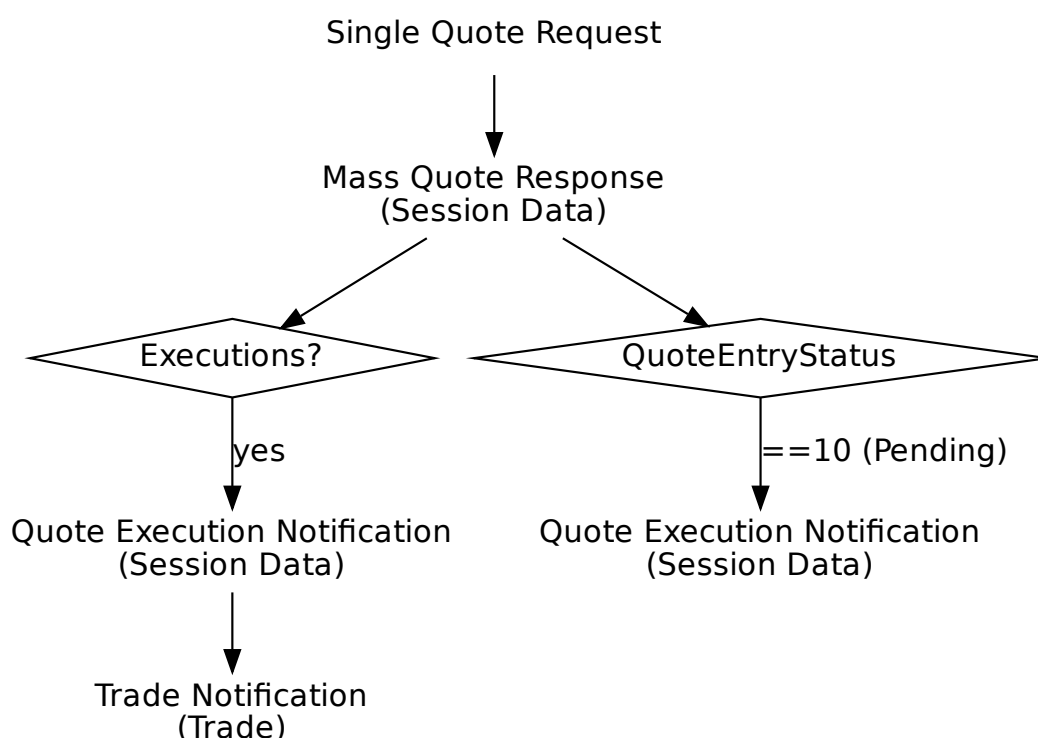 Single Quote Request
Mass Quote Response
(Session Data)
Executions?
QuoteEntryStatus
yes
==10 (Pending)
Quote Execution Notification
(Session Data)
Quote Execution Notification
(Session Data)
Trade Notification
(Trade)